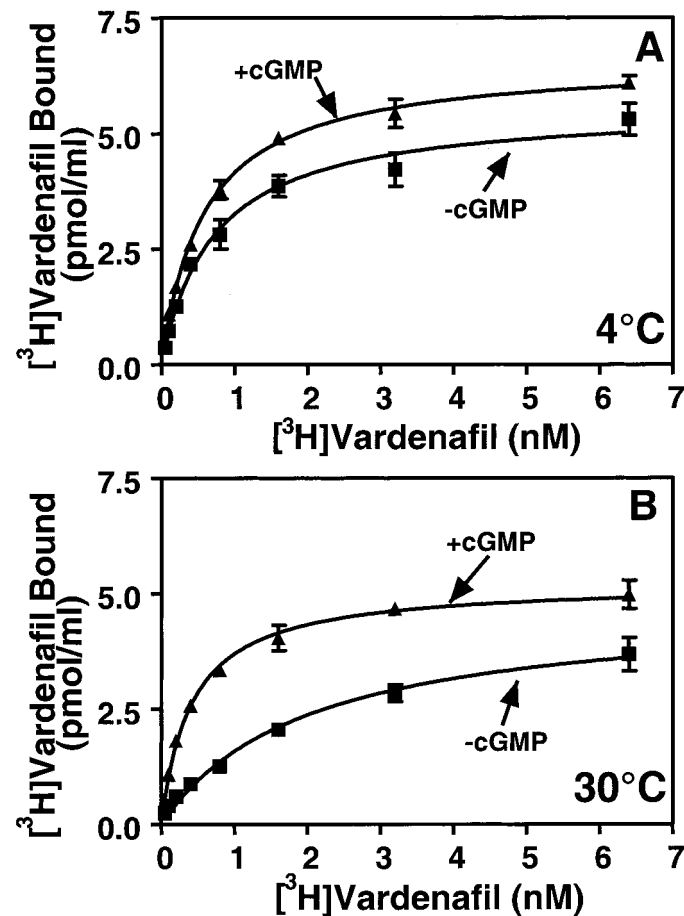 A
7.5
5.0
2.5
0.0
[³H]Vardenafil Bound
(pmol/ml)
+cGMP
-cGMP
4°C
0 1 2 3 4 5 6 7
[³H]Vardenafil (nM)
B
7.5
5.0
2.5
0.0
[³H]Vardenafil Bound
(pmol/ml)
+cGMP
-cGMP
30°C
0 1 2 3 4 5 6 7
[³H]Vardenafil (nM)